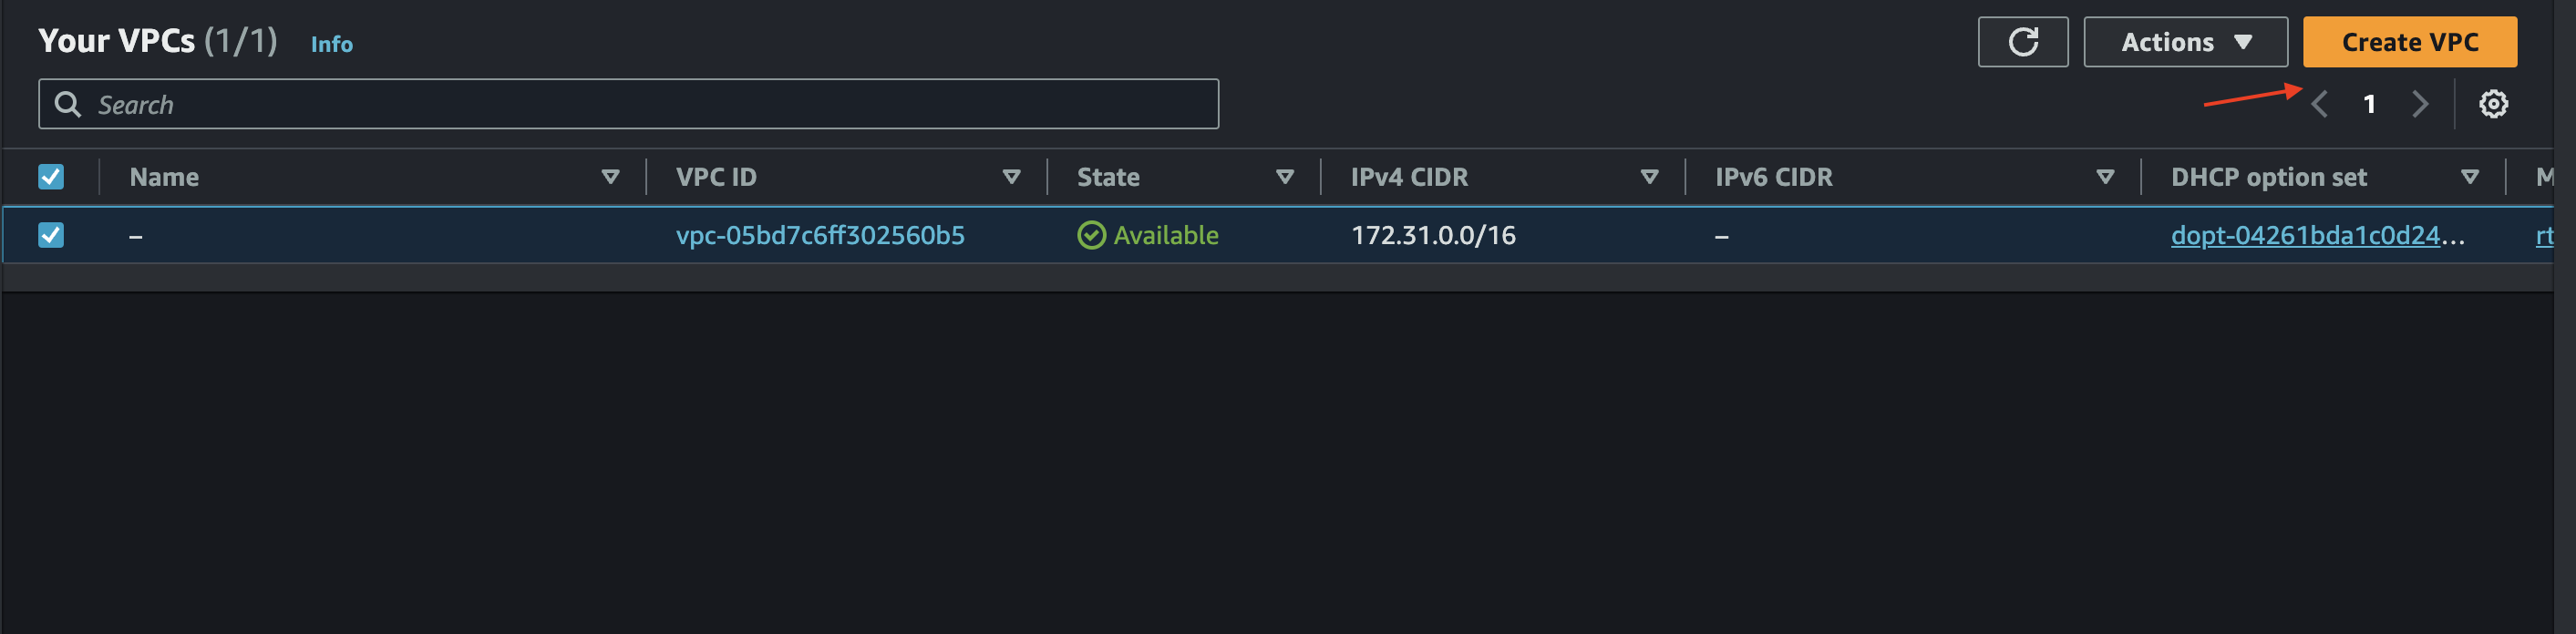 Your VPCs (1/1) Info
Actions Create VPC
Search
1
Name VPC ID State IPv4 CIDR IPv6 CIDR DHCP option set M
– vpc-05bd7c6ff302560b5 Available 172.31.0.0/16 – dopt-04261bda1c0d24... rt